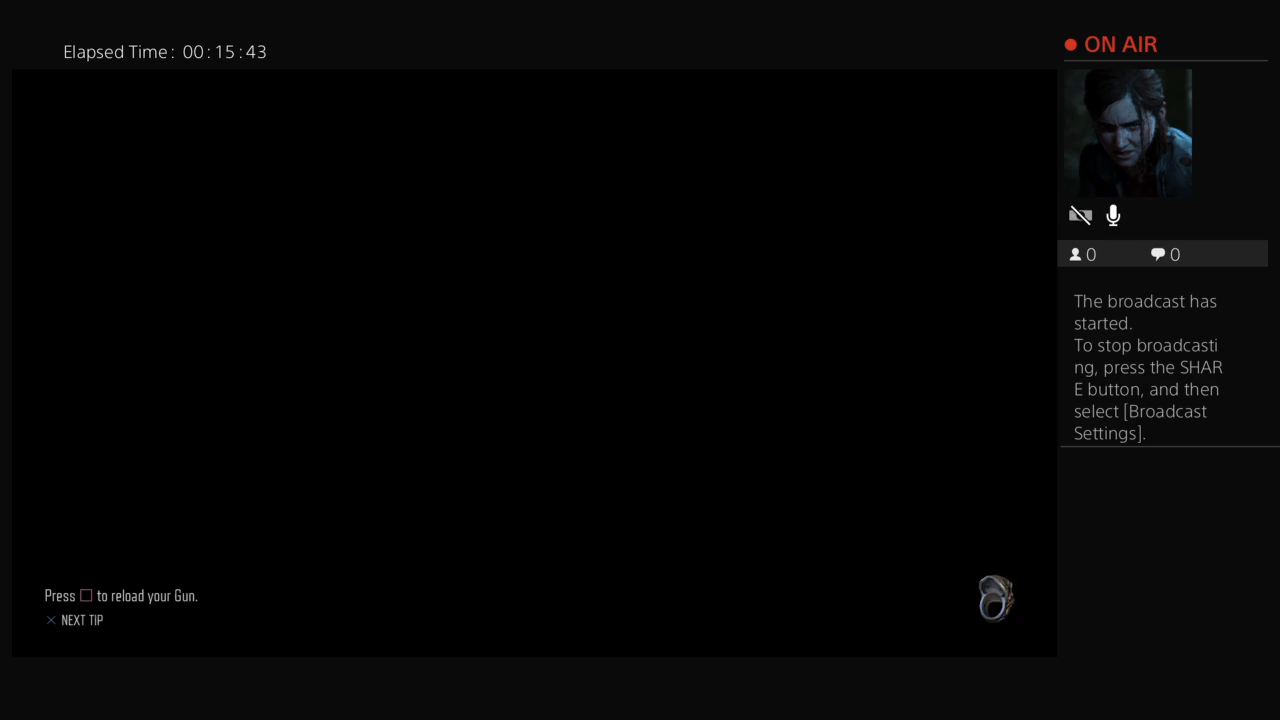 Elapsed Time: 00:15:43
ON AIR
0 0
The broadcast has
started.
To stop broadcasti
ng, press the SHAR
E button, and then
select [Broadcast
Settings].
Press □ to reload your Gun.
✕ NEXT TIP